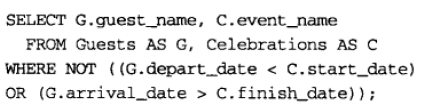 SELECT G.guest_name, C.event_name
FROM Guests AS G, Celebrations AS C
WHERE NOT ((G.depart_date < C.start_date)
OR (G.arrival_date > C.finish_date));